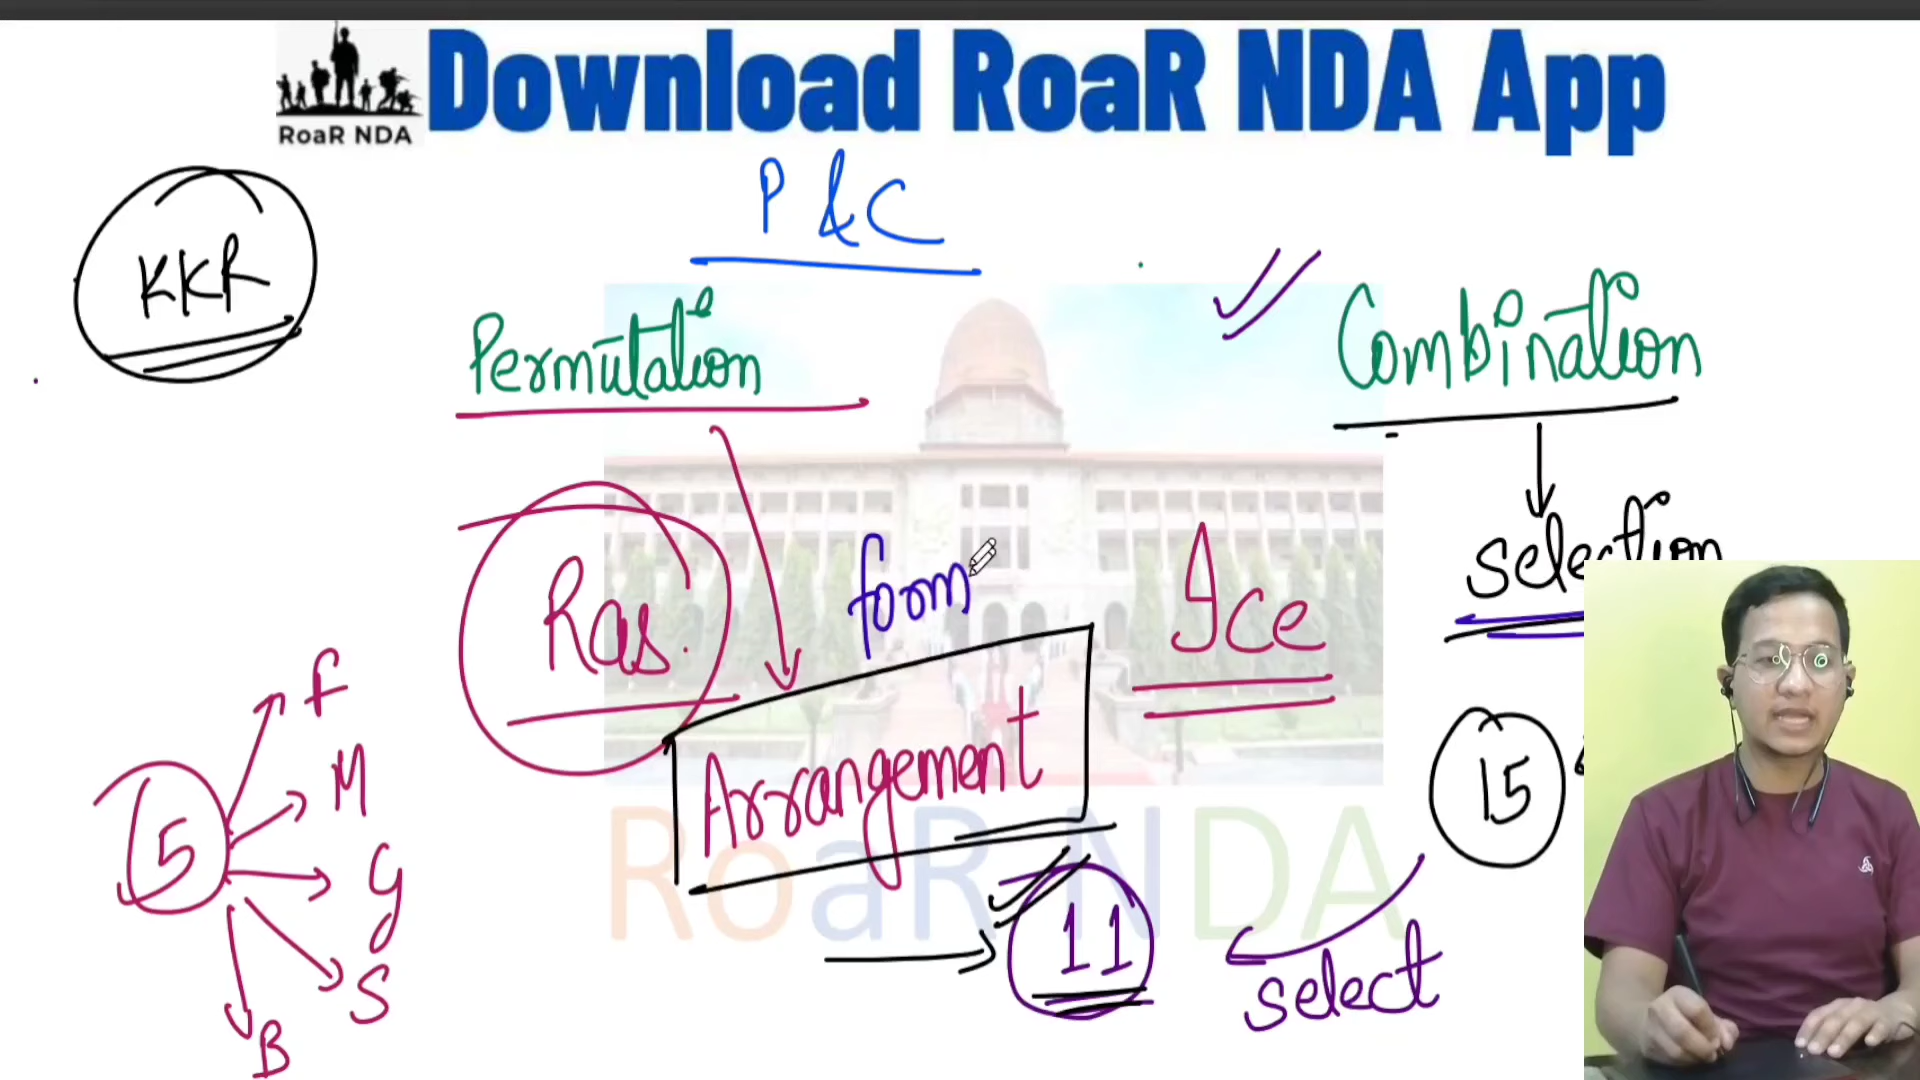 Download RoaR NDA App
RoaR NDA
P & C
KKR
Permutation
Combination
selection
form
Ras.
Ice
Arrangement
15
5
F
M
G
S
B
11
select
RoaR NDA